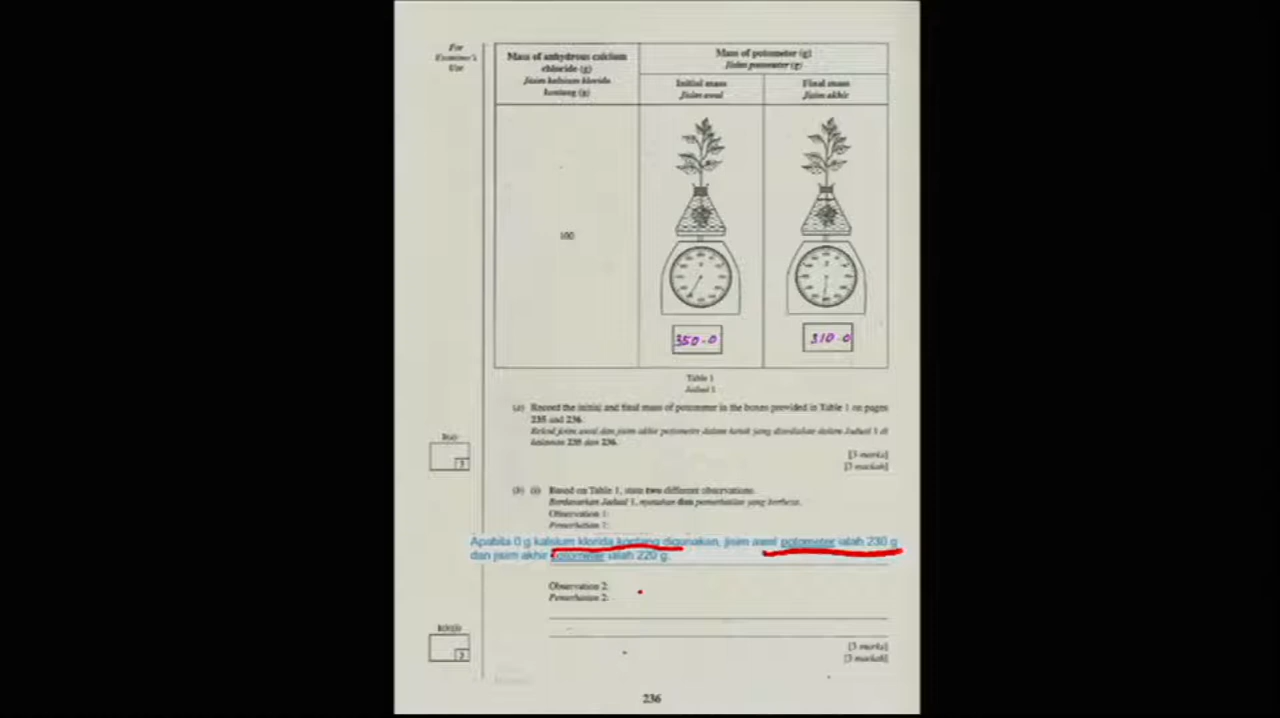 For
Examiner's
Use
Mass of anhydrous calcium
chloride (g)
Jisim kalsium klorida
kontang (g)
Mass of potometer (g)
Jisim potometer (g)
Initial mass
Jisim awal
Final mass
Jisim akhir
100
350.0
310.0
Table 1
Jadual 1
(a) Record the initial and final mass of potometer in the boxes provided in Table 1 on pages
235 and 236.
Rekod jisim awal dan jisim akhir potometer dalam kotak yang disediakan dalam Jadual 1 di
halaman 235 dan 236.
[3 marks]
[3 markah]
1(a)
3
(b) (i) Based on Table 1, state two different observations.
Berdasarkan Jadual 1, nyatakan dua pemerhatian yang berbeza.
Observation 1:
Pemerhatian 1:
Apabila 0 g kalsium klorida kontang digunakan, jisim awal potometer ialah 230 g
dan jisim akhir potometer ialah 220 g.
Observation 2:
Pemerhatian 2:
1(b)(i)
3
[3 marks]
[3 markah]
236